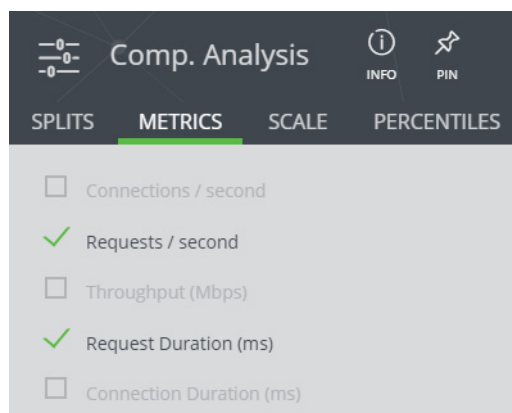 Comp. Analysis
INFO PIN
SPLITS METRICS SCALE PERCENTILES
Connections / second
Requests / second
Throughput (Mbps)
Request Duration (ms)
Connection Duration (ms)